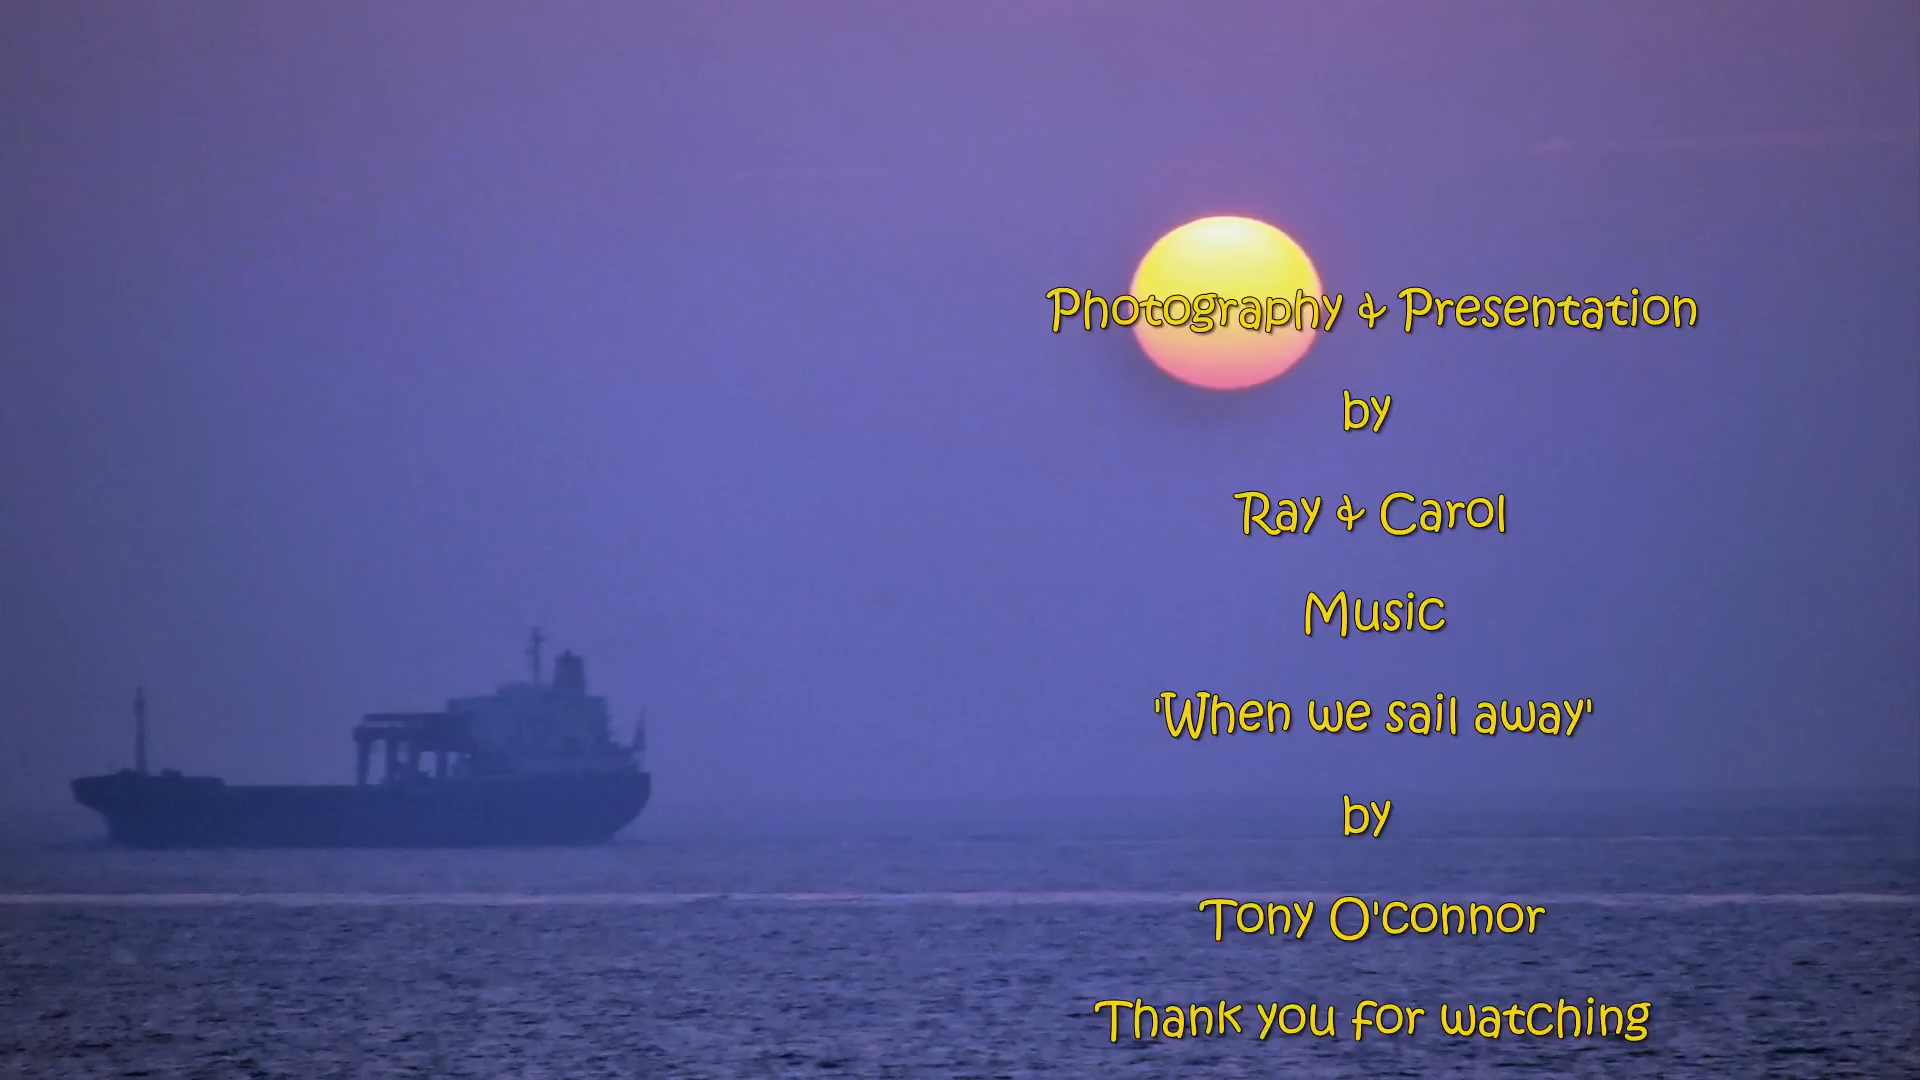 Photography & Presentation
by
Ray & Carol
Music
'When we sail away'
by
Tony O'connor
Thank you for watching